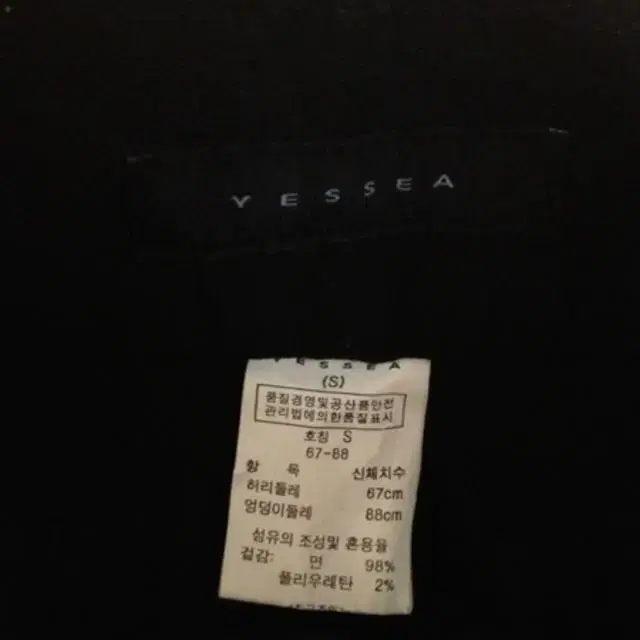 YESSEA
YESSEA
(S)
품질경영및공산품안전
관리법에의한품질표시
호칭 S
67-88
항 목 신체치수
허리둘레 67cm
엉덩이둘레 88cm
섬유의 조성및 혼용율
겉감: 면 98%
폴리우레탄 2%